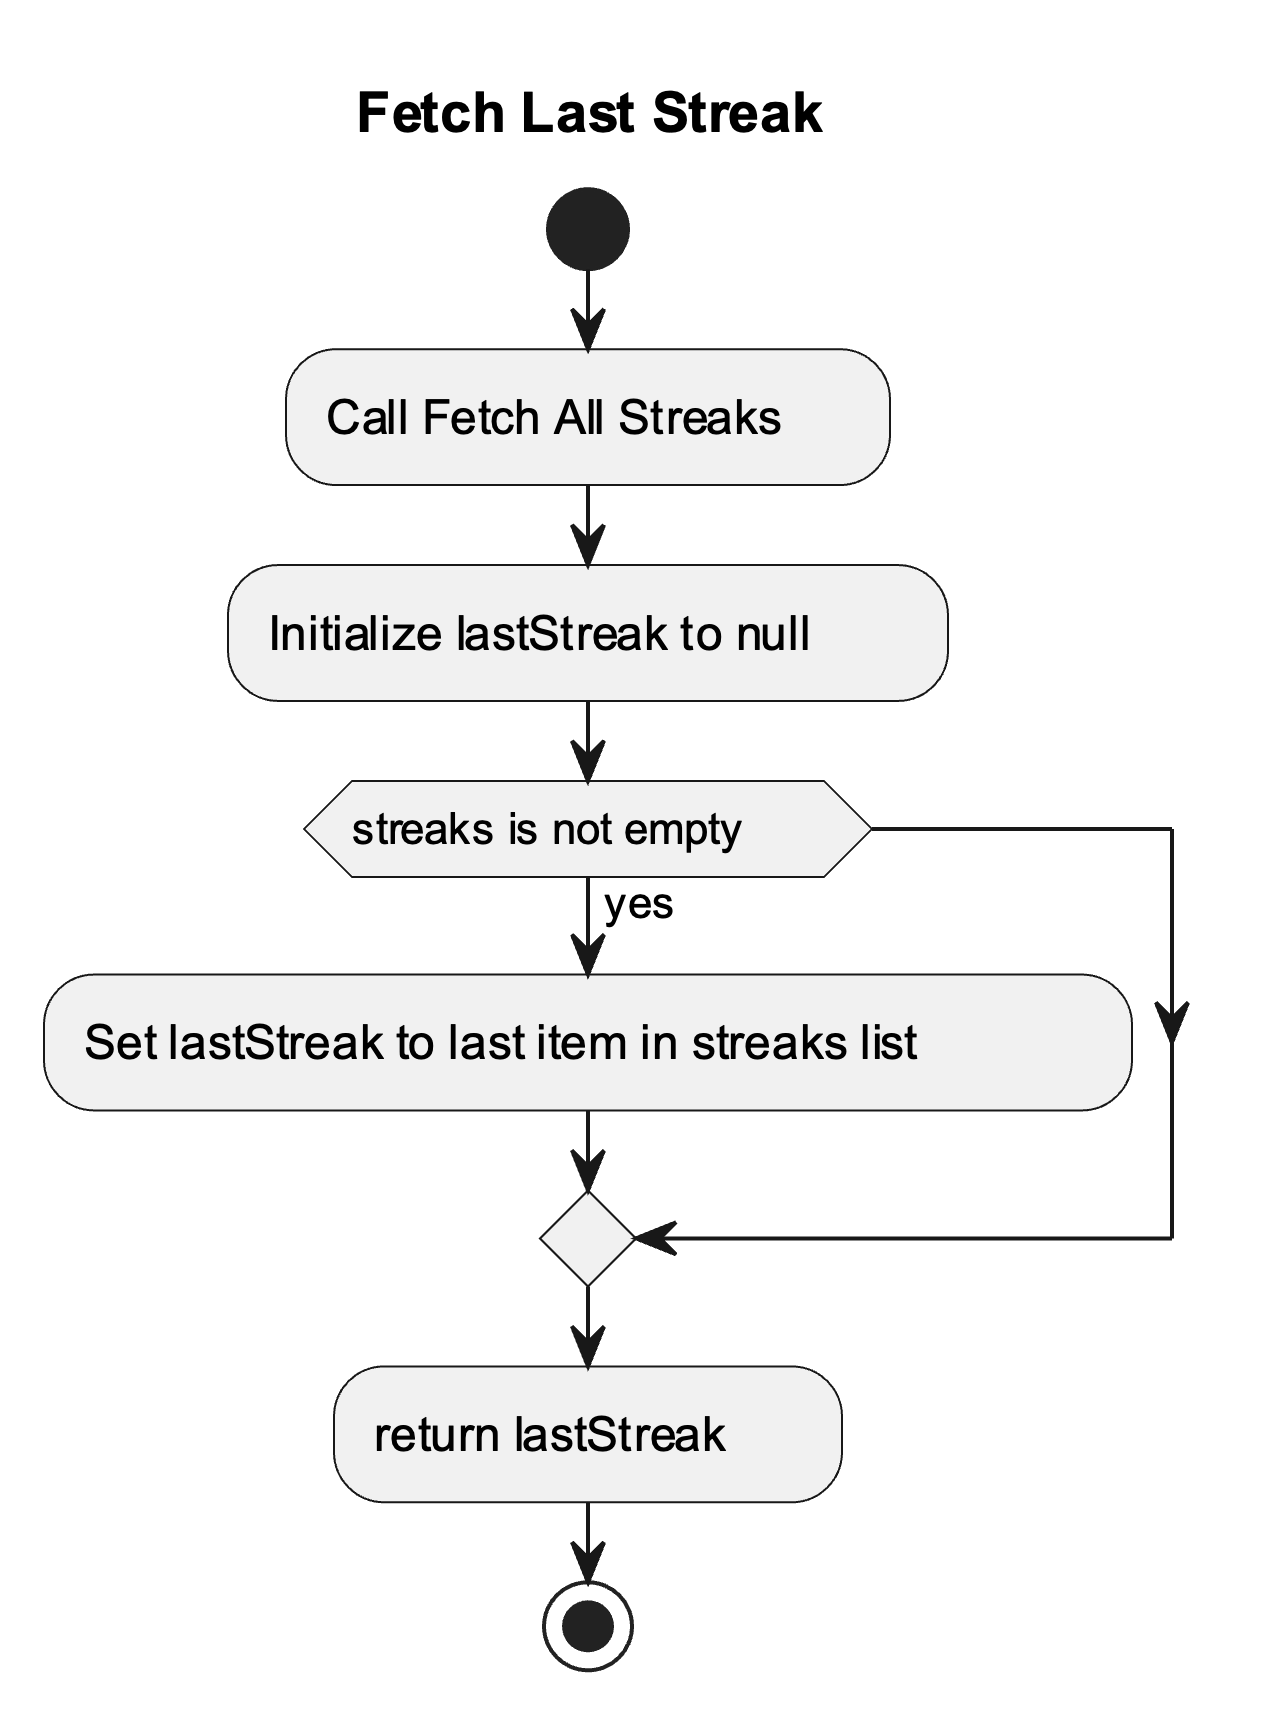 Fetch Last Streak
Call Fetch All Streaks
Initialize lastStreak to null
streaks is not empty
yes
Set lastStreak to last item in streaks list
return lastStreak